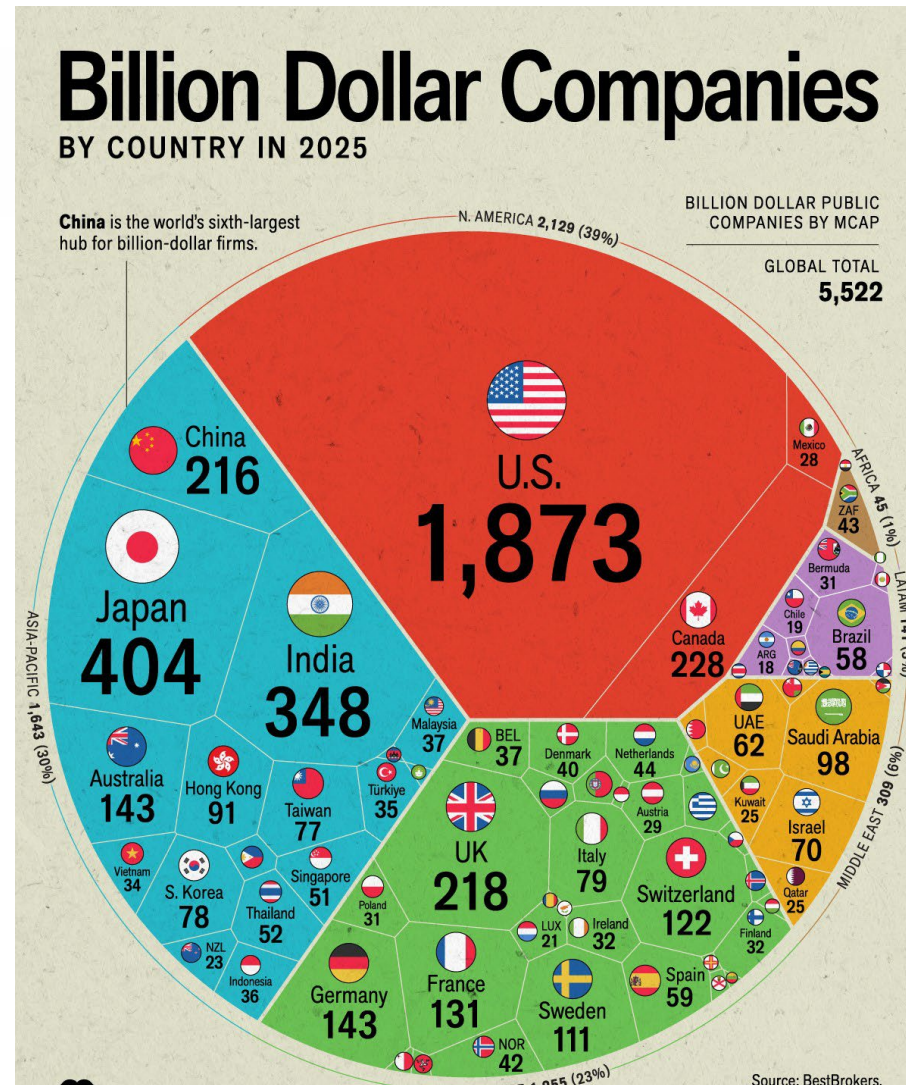 Billion Dollar Companies
BY COUNTRY IN 2025
China is the world's sixth-largest
hub for billion-dollar firms.
BILLION DOLLAR PUBLIC
COMPANIES BY MCAP
GLOBAL TOTAL
5,522
N. AMERICA 2,129 (39%)
U.S.
1,873
Mexico
28
Canada
228
AFRICA 45 (1%)
ZAF
43
LATAM
Bermuda
31
Chile
19
Brazil
58
ARG
18
ASIA-PACIFIC 1,643 (30%)
China
216
Japan
404
India
348
Malaysia
37
Australia
143
Hong Kong
91
Taiwan
77
Türkiye
35
Vietnam
34
S. Korea
78
Singapore
51
Thailand
52
NZL
23
Indonesia
36
MIDDLE EAST 309 (6%)
UAE
62
Saudi Arabia
98
Kuwait
25
Israel
70
Qatar
25
BEL
37
Denmark
40
Netherlands
44
Austria
29
UK
218
Italy
79
Switzerland
122
Poland
31
LUX
21
Ireland
32
Finland
32
Germany
143
France
131
Sweden
111
Spain
59
NOR
42
(23%)
Source: BestBrokers.